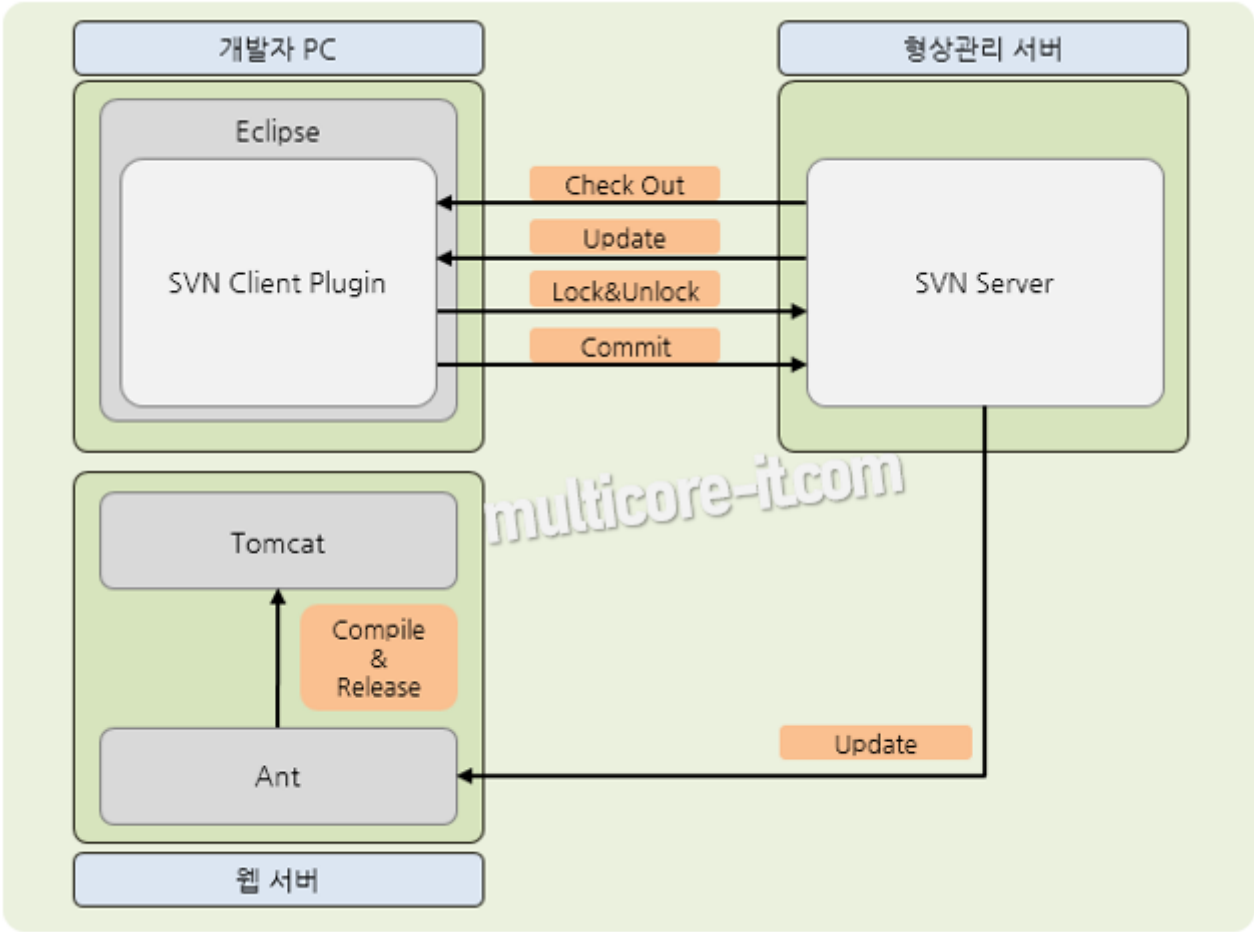 개발자 PC
형상관리 서버
Eclipse
SVN Client Plugin
Check Out
Update
Lock&Unlock
Commit
SVN Server
multicore-it.com
Tomcat
Compile
&
Release
Ant
Update
웹 서버